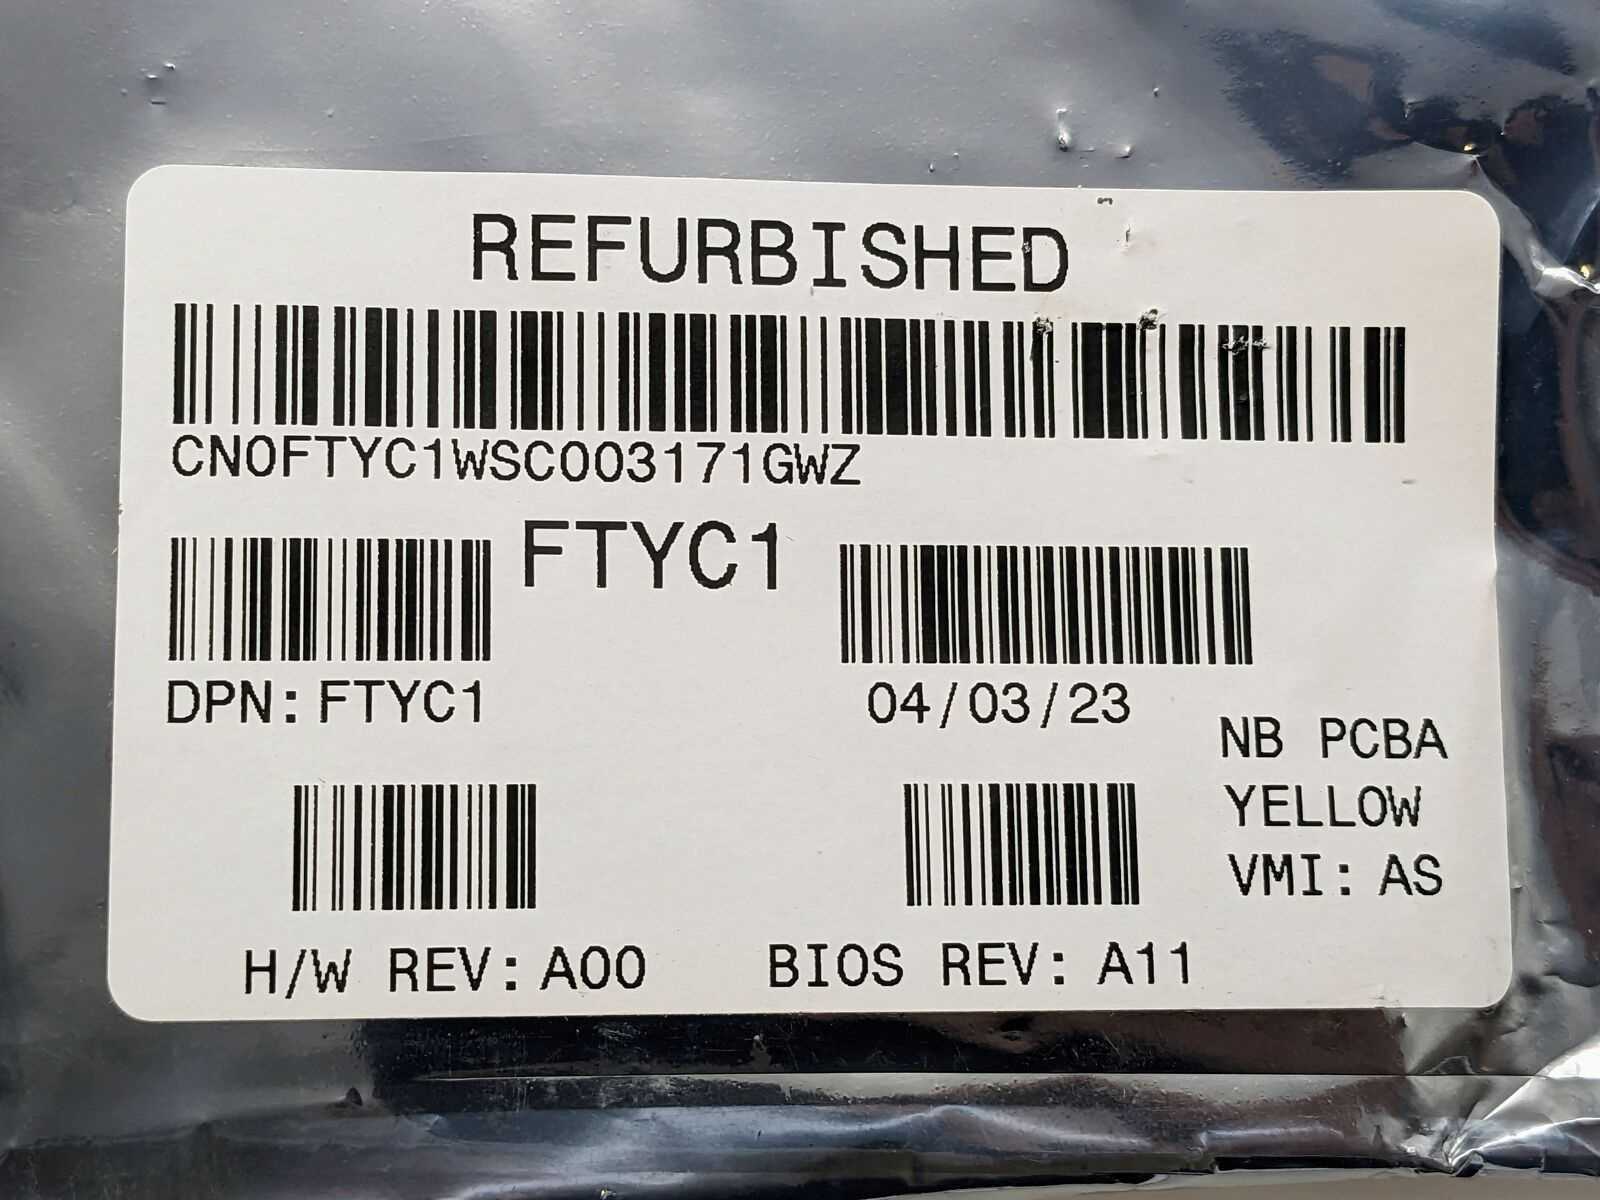 REFURBISHED
CN0FTYC1WSC003171GWZ
FTYC1
DPN: FTYC1
04/03/23
NB PCBA
YELLOW
VMI: AS
H/W REV: A00
BIOS REV: A11